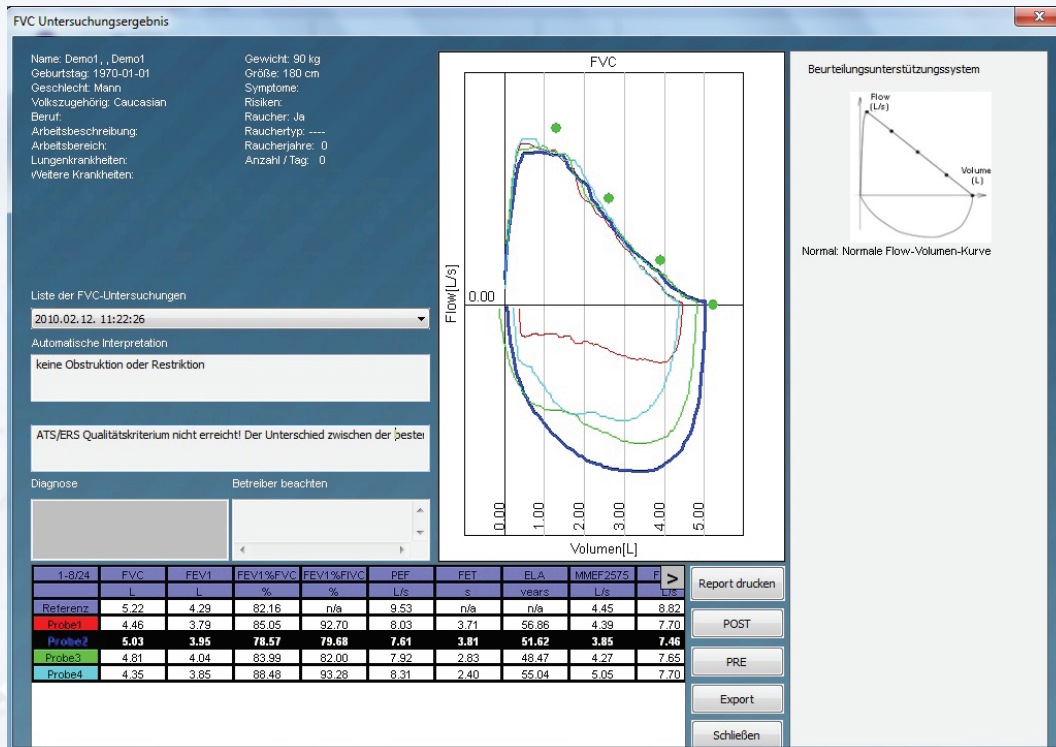 FVC Untersuchungsergebnis
Name: Demo1, , Demo1
Geburtstag: 1970-01-01
Geschlecht: Mann
Volkszugehörig: Caucasian
Beruf:
Arbeitsbeschreibung:
Arbeitsbereich:
Lungenkrankheiten:
Weitere Krankheiten:
Gewicht: 90 kg
Größe: 180 cm
Symptome:
Risiken:
Raucher: Ja
Rauchertyp: ----
Raucherjahre: 0
Anzahl / Tag: 0
Liste der FVC-Untersuchungen
2010.02.12. 11:22:26
Automatische Interpretation
keine Obstruktion oder Restriktion
ATS/ERS Qualitätskriterium nicht erreicht! Der Unterschied zwischen der bester
Diagnose
Betreiber beachten
FVC
Flow[L/s]
0.00
0.00
1.00
2.00
3.00
4.00
5.00
Volumen[L]
Beurteilungsunterstützungssystem
Flow
(L/s)
Volume
(L)
Normal: Normale Flow-Volumen-Kurve
1-8/24 FVC FEV1 FEV1%FVC FEV1%FIVC PEF FET ELA MMEF2575 F >
L L % % L/s s years L/s L/s
Referenz 5.22 4.29 82.16 n/a 9.53 n/a n/a 4.45 8.82
Probe1 4.46 3.79 85.05 92.70 8.03 3.71 56.86 4.39 7.70
Probe2 5.03 3.95 78.57 79.68 7.61 3.81 51.62 3.85 7.46
Probe3 4.81 4.04 83.99 82.00 7.92 2.83 48.47 4.27 7.65
Probe4 4.35 3.85 88.48 93.28 8.31 2.40 55.04 5.05 7.70
Report drucken
POST
PRE
Export
Schließen